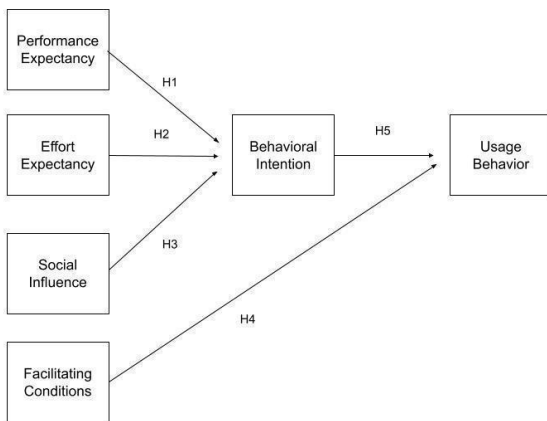 Performance
Expectancy
H1
Effort
Expectancy
H2
Behavioral
Intention
H5
Usage
Behavior
Social
Influence
H3
H4
Facilitating
Conditions